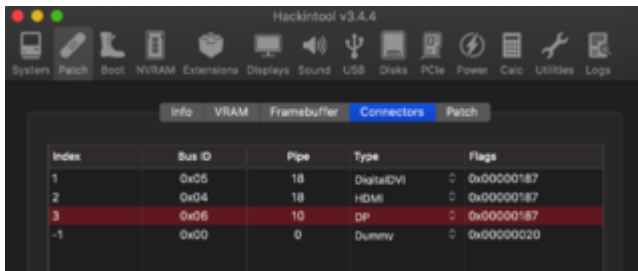 Hackintool v3.4.4
System Patch Boot NVRAM Extensions Displays Sound USB Disks PCIe Power Calc Utilities Logs
Info VRAM Framebuffer Connectors Patch
Index Bus ID Pipe Type Flags
1 0x05 18 DigitalDVI 0x00000187
2 0x04 18 HDMI 0x00000187
3 0x06 10 DP 0x00000187
-1 0x00 0 Dummy 0x00000020